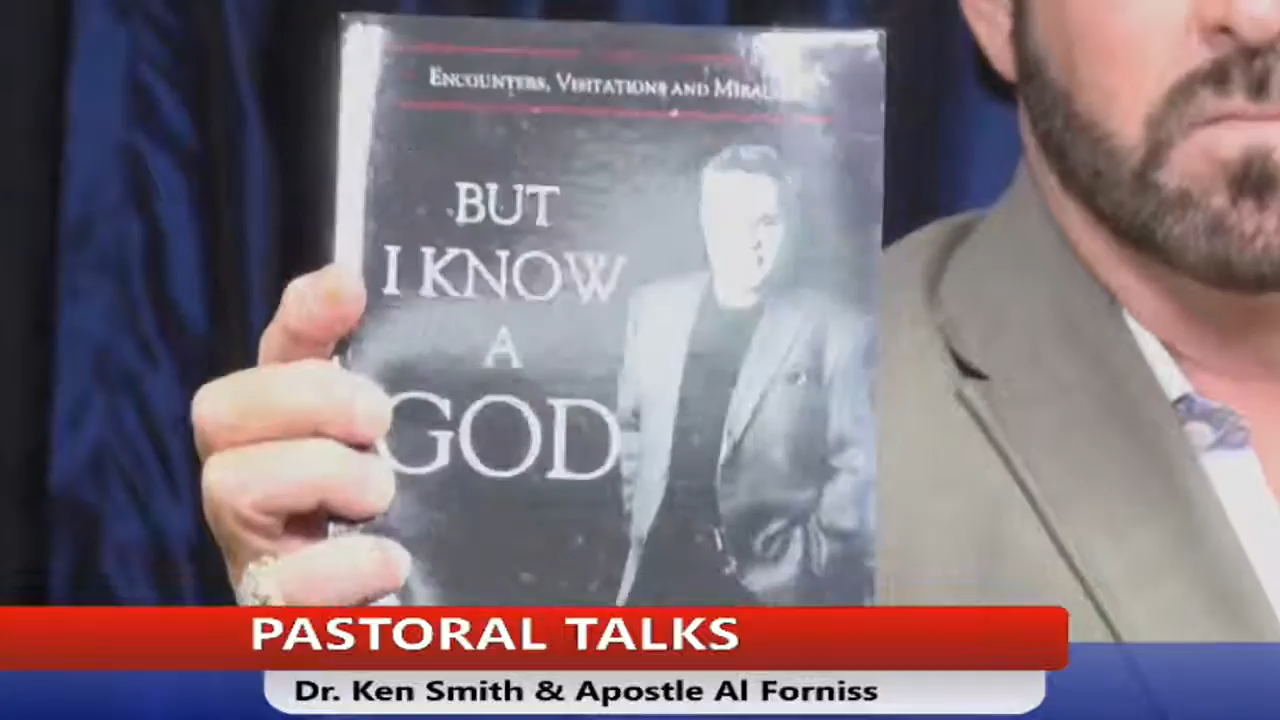 ENCOUNTERS, VISITATIONS AND
BUT
I KNOW
A
GOD
PASTORAL TALKS
Dr. Ken Smith & Apostle Al Forniss